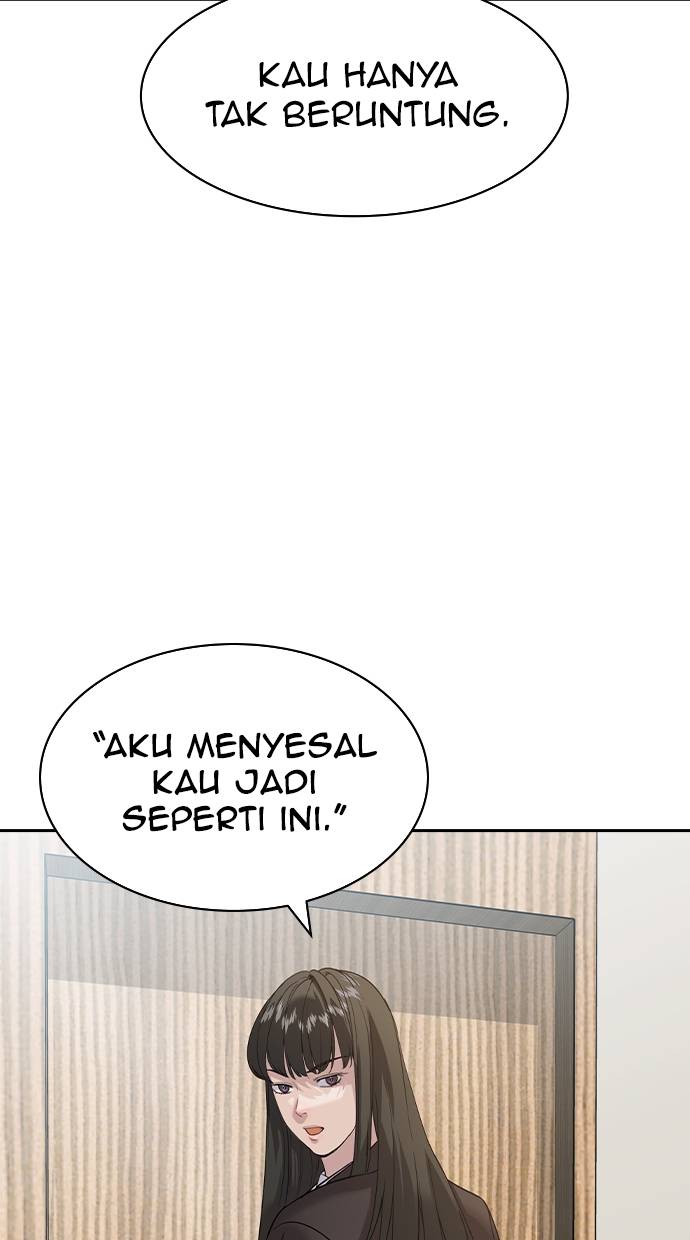 KAU HANYA
TAK BERUNTUNG.
"AKU MENYESAL
KAU JADI
SEPERTI INI."